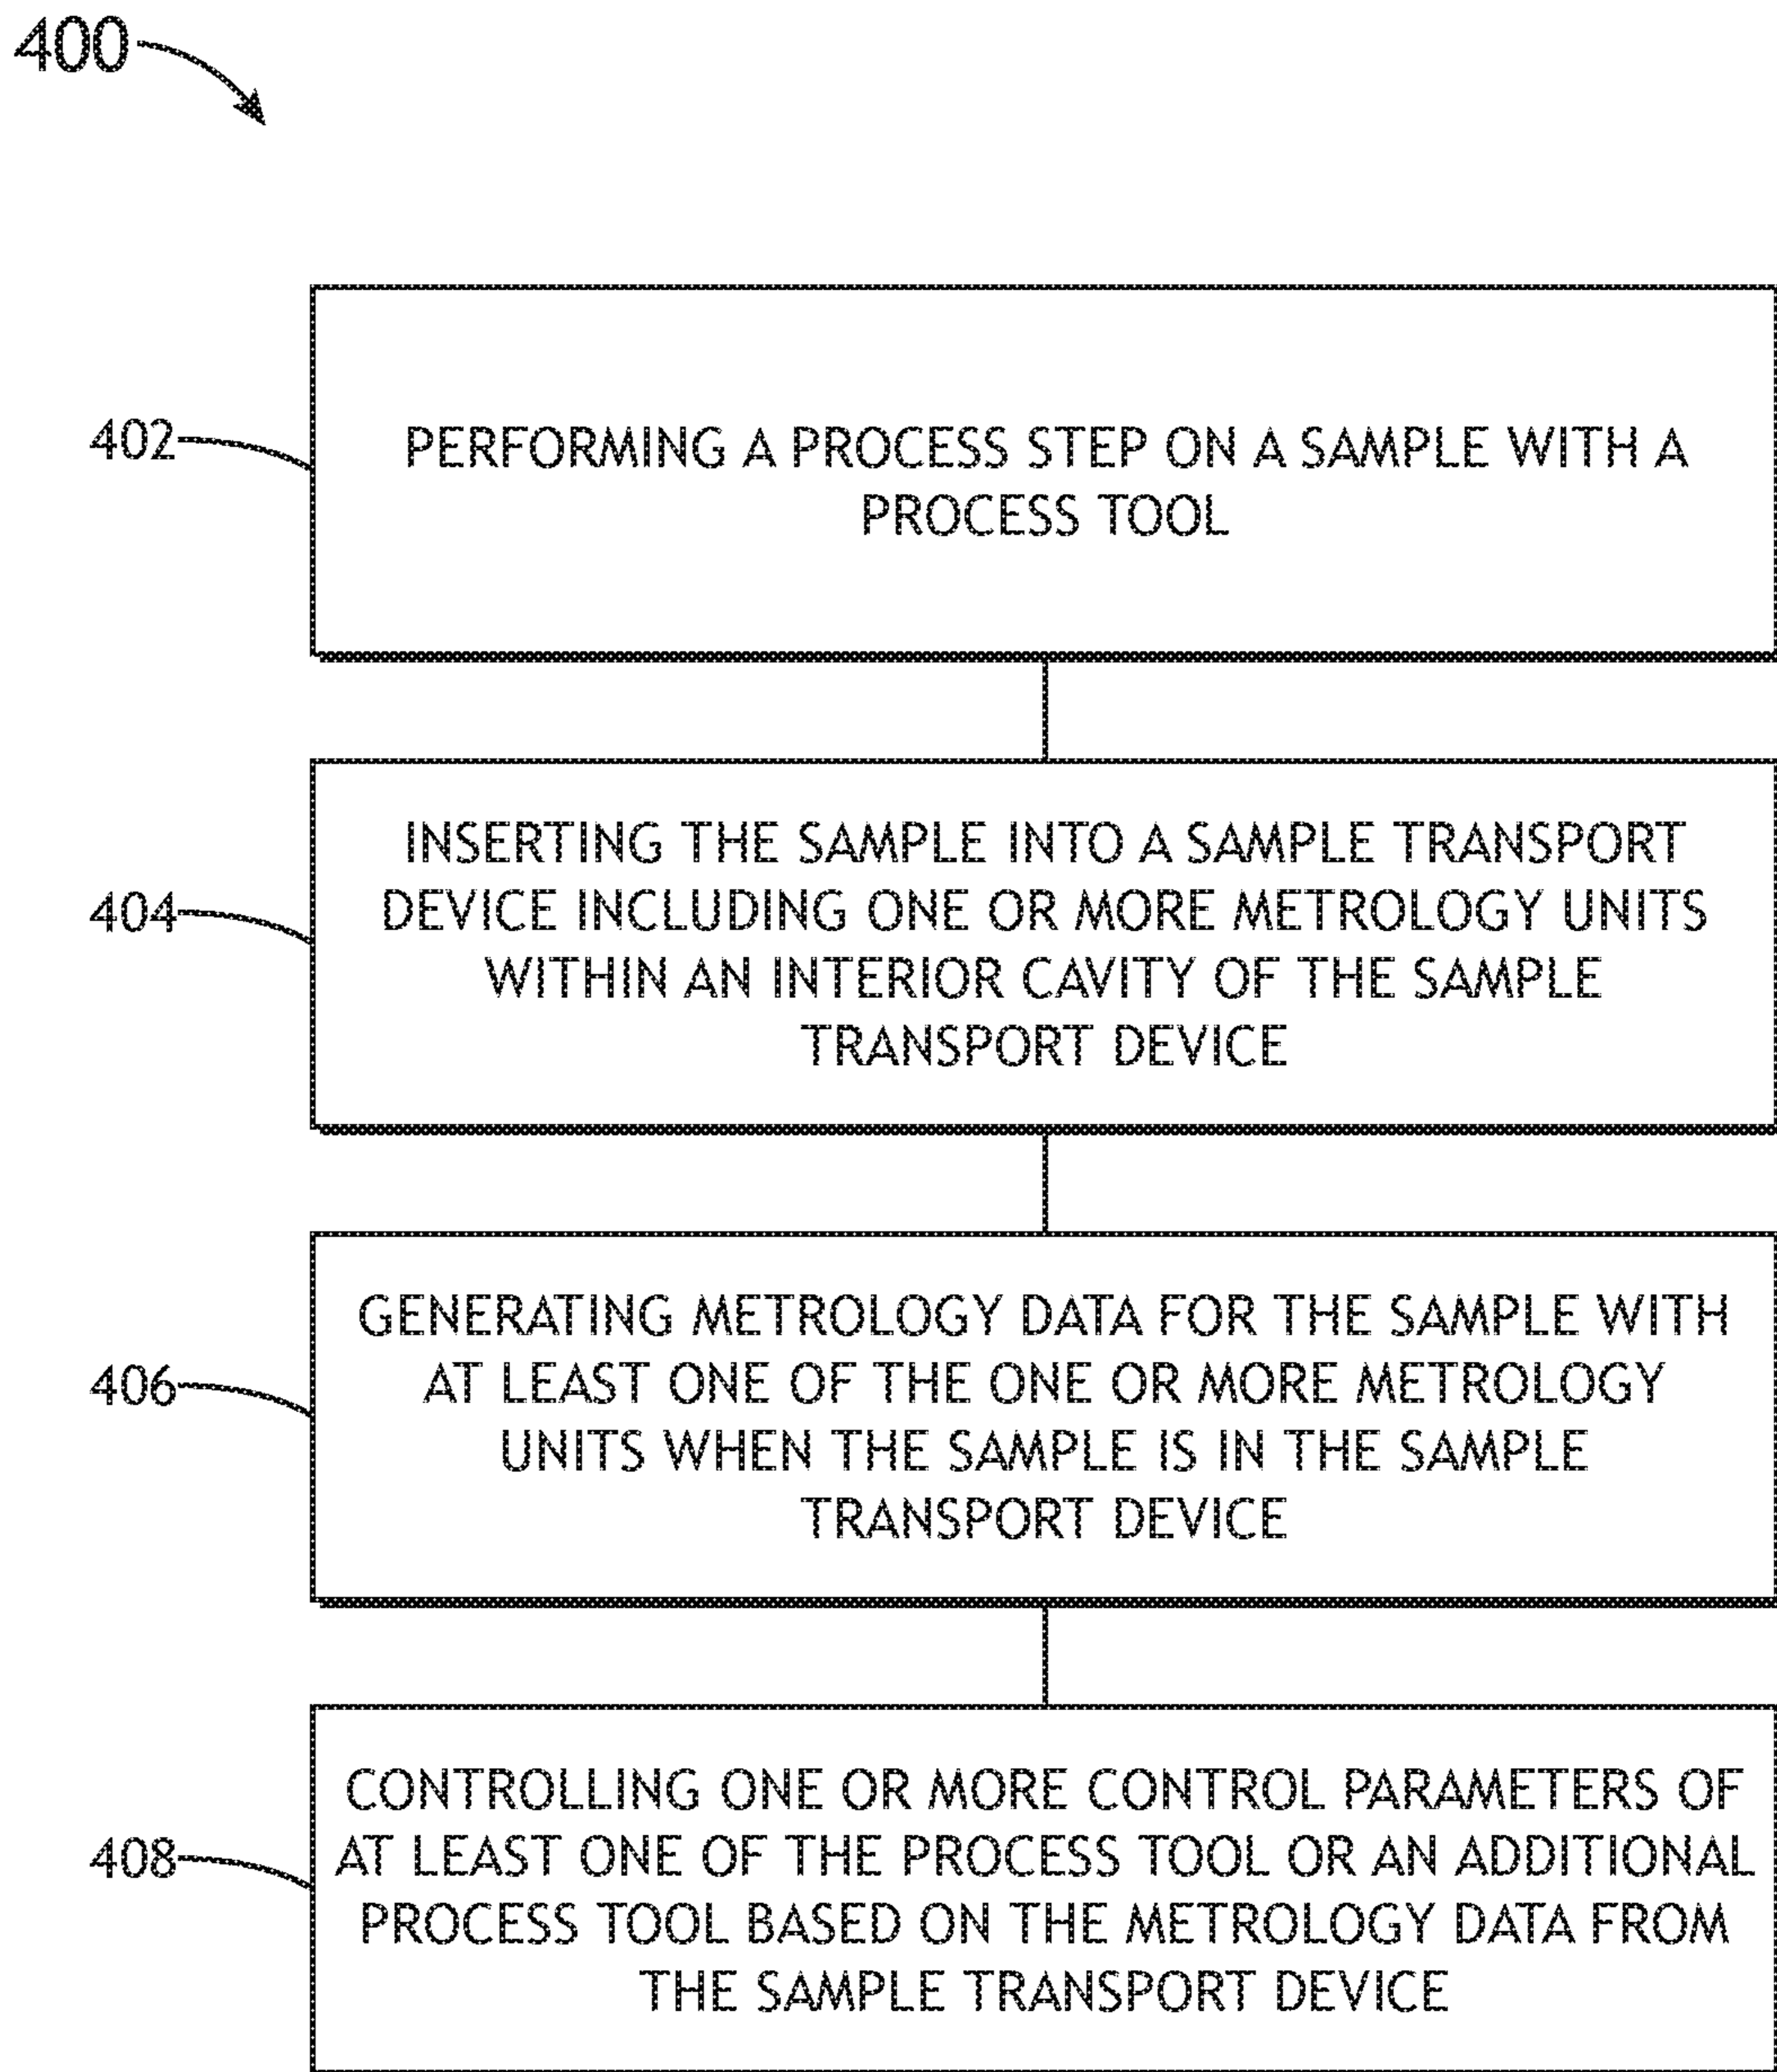 400
402
PERFORMING A PROCESS STEP ON A SAMPLE WITH A
PROCESS TOOL
404
INSERTING THE SAMPLE INTO A SAMPLE TRANSPORT
DEVICE INCLUDING ONE OR MORE METROLOGY UNITS
WITHIN AN INTERIOR CAVITY OF THE SAMPLE
TRANSPORT DEVICE
406
GENERATING METROLOGY DATA FOR THE SAMPLE WITH
AT LEAST ONE OF THE ONE OR MORE METROLOGY
UNITS WHEN THE SAMPLE IS IN THE SAMPLE
TRANSPORT DEVICE
408
CONTROLLING ONE OR MORE CONTROL PARAMETERS OF
AT LEAST ONE OF THE PROCESS TOOL OR AN ADDITIONAL
PROCESS TOOL BASED ON THE METROLOGY DATA FROM
THE SAMPLE TRANSPORT DEVICE